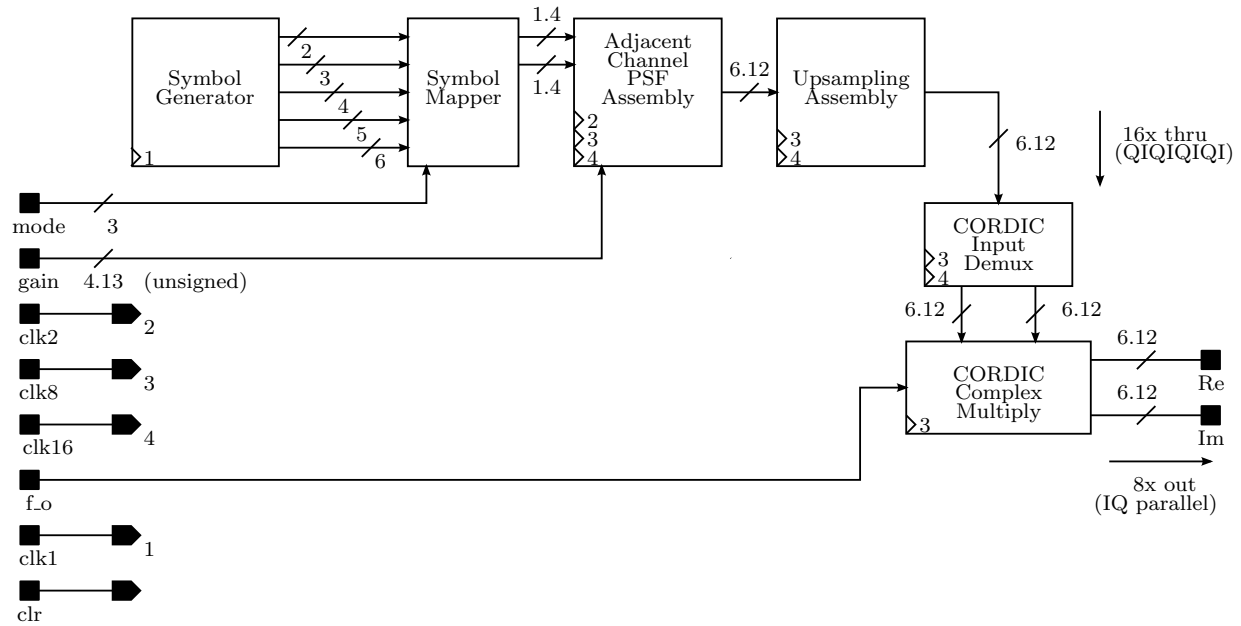 Symbol
Generator
1
2
3
4
5
6
Symbol
Mapper
1.4
1.4
Adjacent
Channel
PSF
Assembly
2
3
4
6.12
Upsampling
Assembly
3
4
6.12
16x thru
(QIQIQIQI)
mode
3
gain
4.13 (unsigned)
CORDIC
Input
Demux
3
4
6.12
6.12
clk2
2
clk8
3
clk16
4
CORDIC
Complex
Multiply
3
6.12
Re
6.12
Im
8x out
(IQ parallel)
f_o
clk1
1
clr